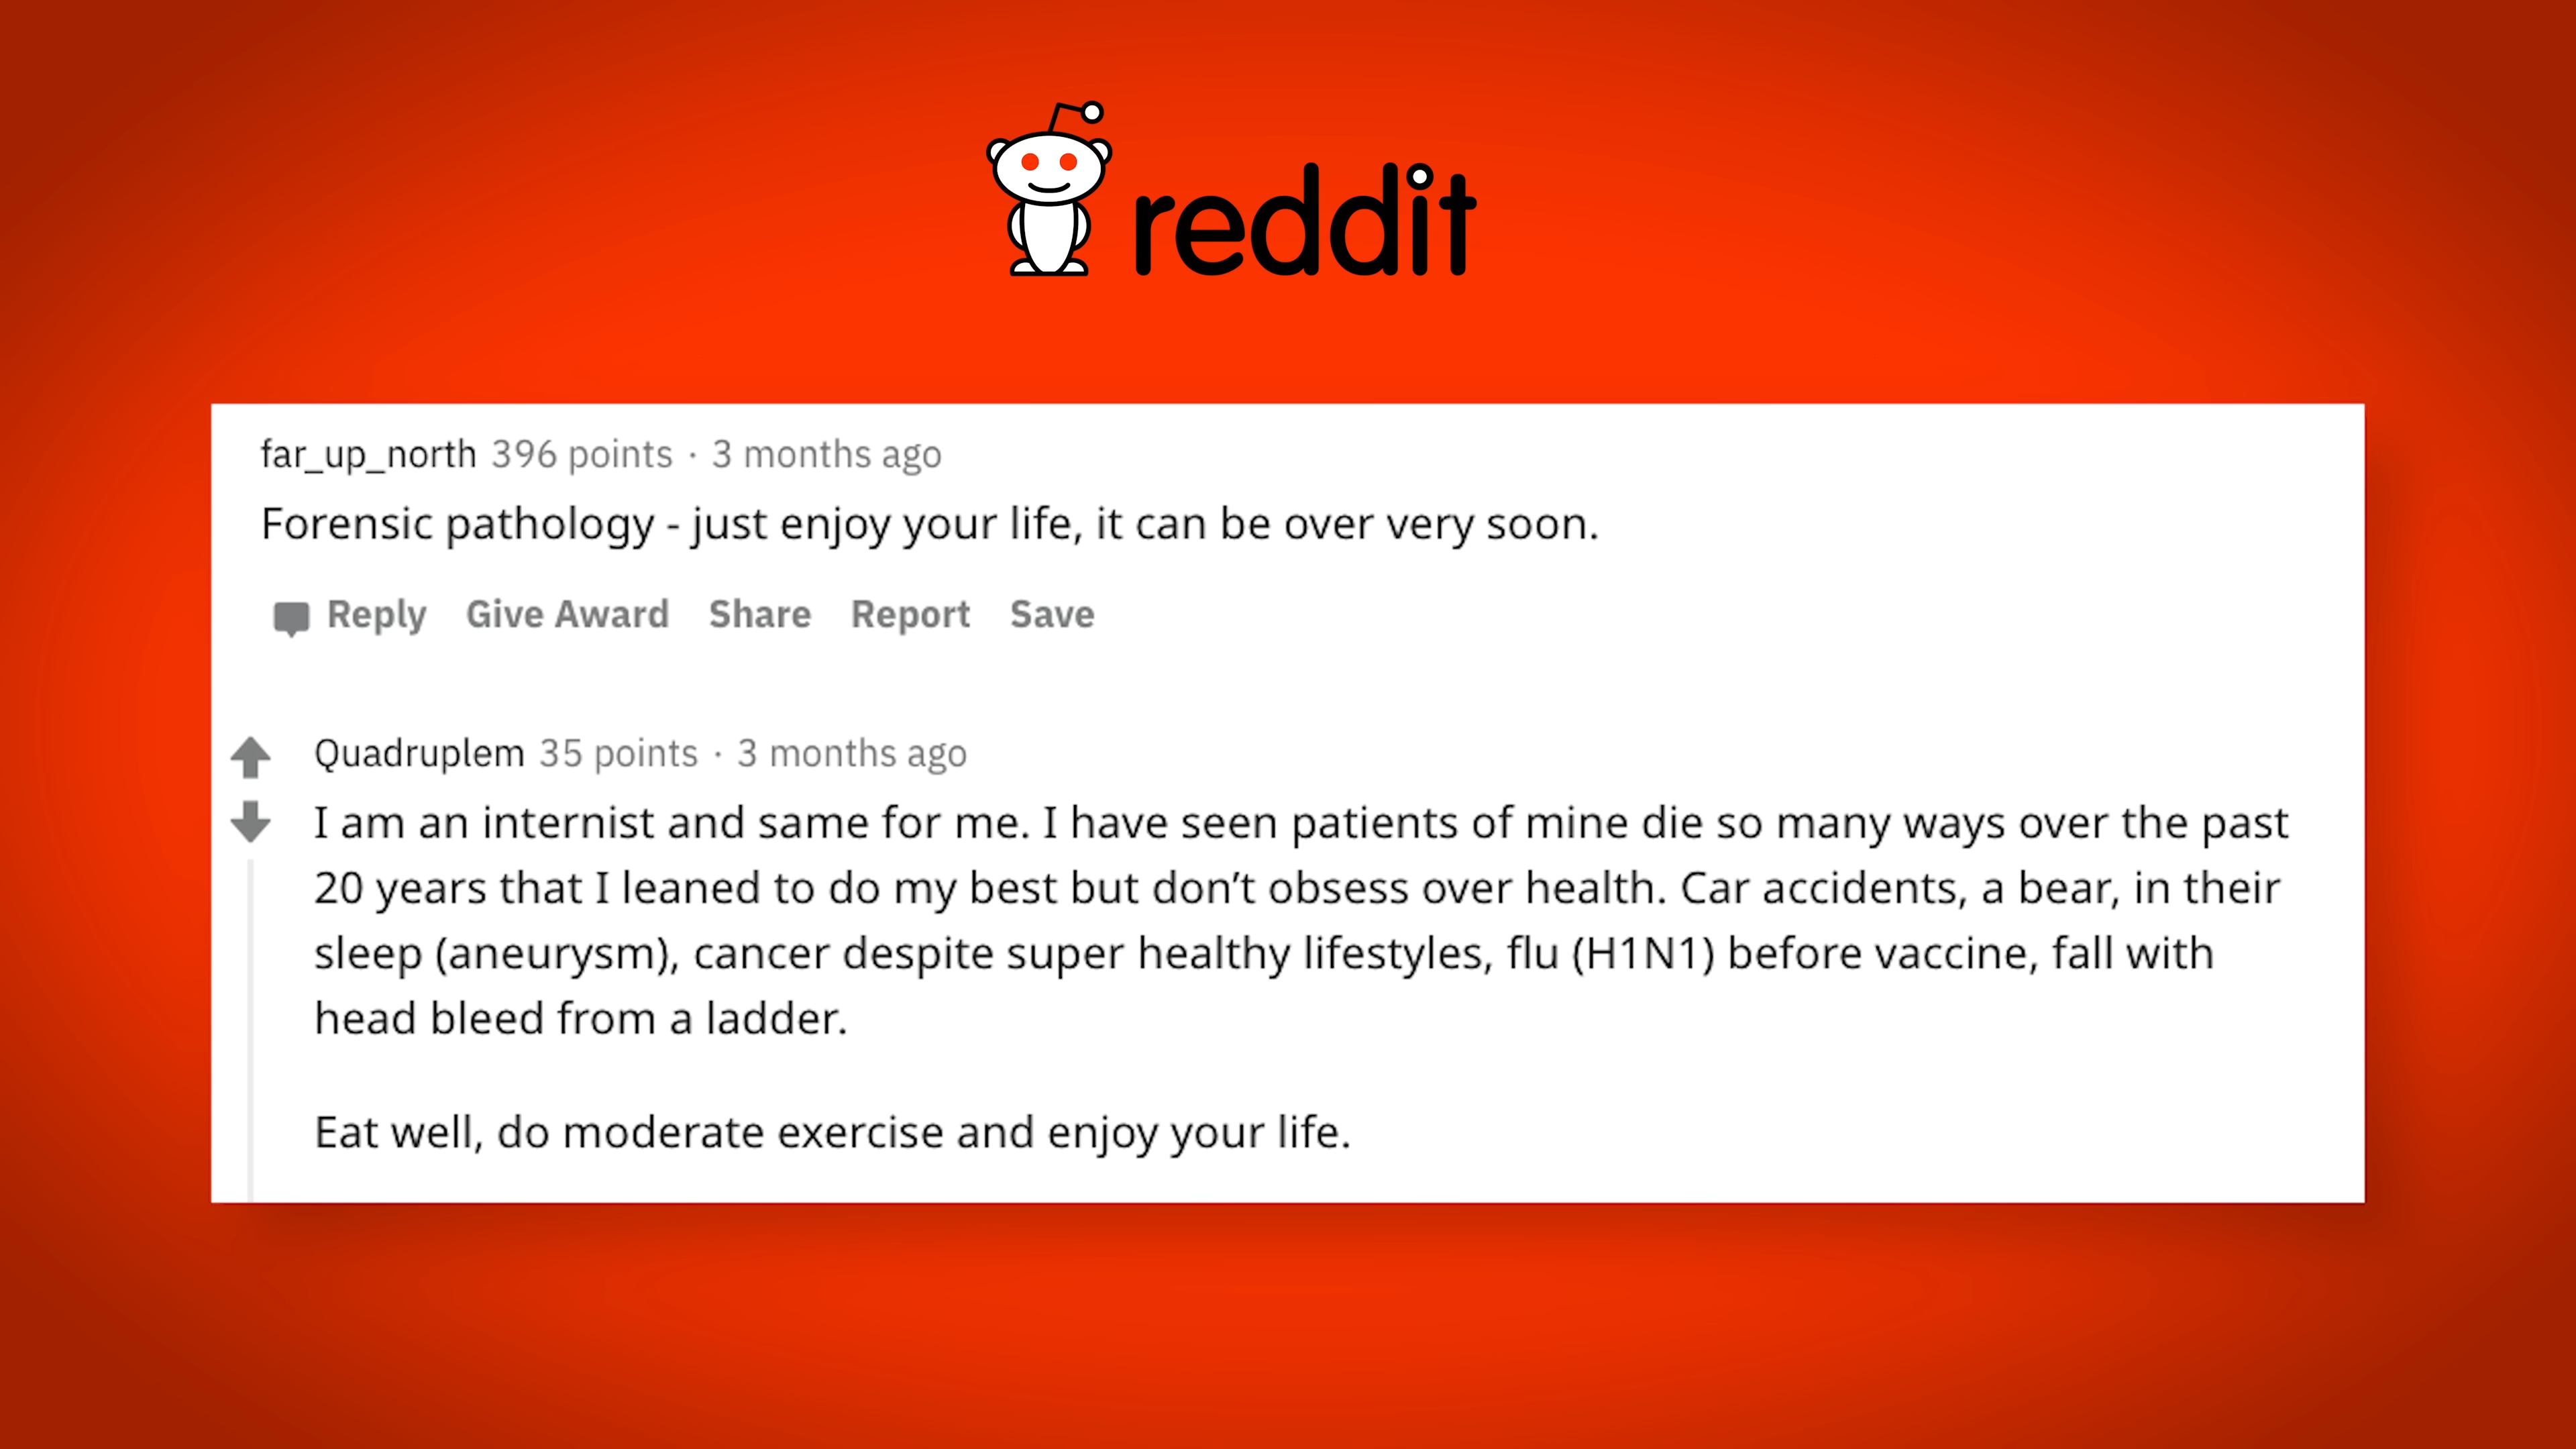 reddit
far_up_north 396 points · 3 months ago
Forensic pathology - just enjoy your life, it can be over very soon.
Reply Give Award Share Report Save
Quadruplem 35 points · 3 months ago
I am an internist and same for me. I have seen patients of mine die so many ways over the past
20 years that I leaned to do my best but don’t obsess over health. Car accidents, a bear, in their
sleep (aneurysm), cancer despite super healthy lifestyles, flu (H1N1) before vaccine, fall with
head bleed from a ladder.
Eat well, do moderate exercise and enjoy your life.